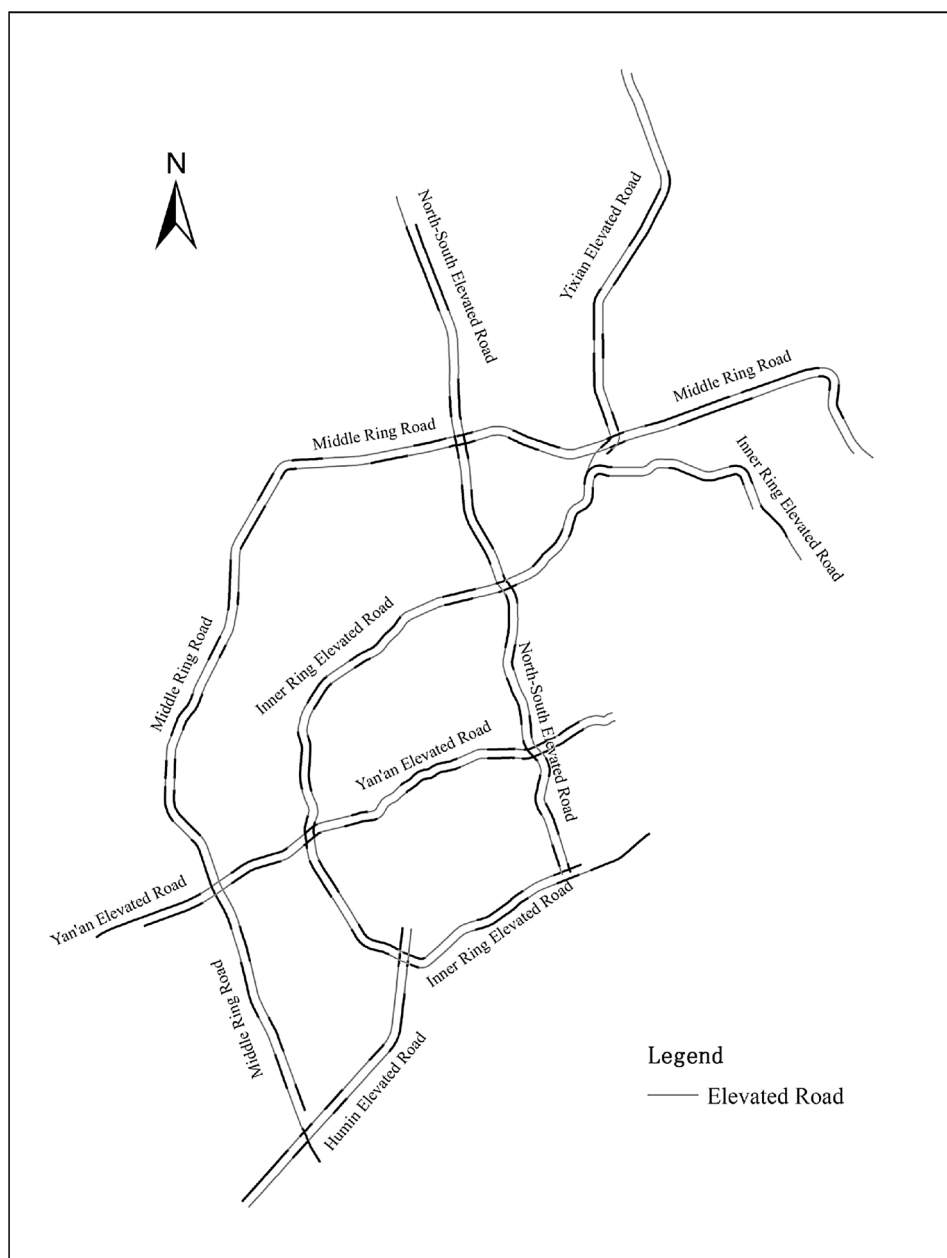 N
North-South Elevated Road
Yixian Elevated Road
Middle Ring Road
Middle Ring Road
Inner Ring Elevated Road
Inner Ring Elevated Road
Middle Ring Road
North-South Elevated Road
Yan'an Elevated Road
Yan'an Elevated Road
Inner Ring Elevated Road
Middle Ring Road
Humin Elevated Road
Legend
Elevated Road